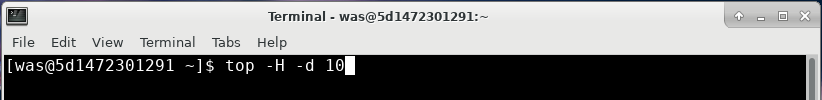 Terminal - was@5d1472301291:~
File Edit View Terminal Tabs Help
[was@5d1472301291 ~]$ top -H -d 10